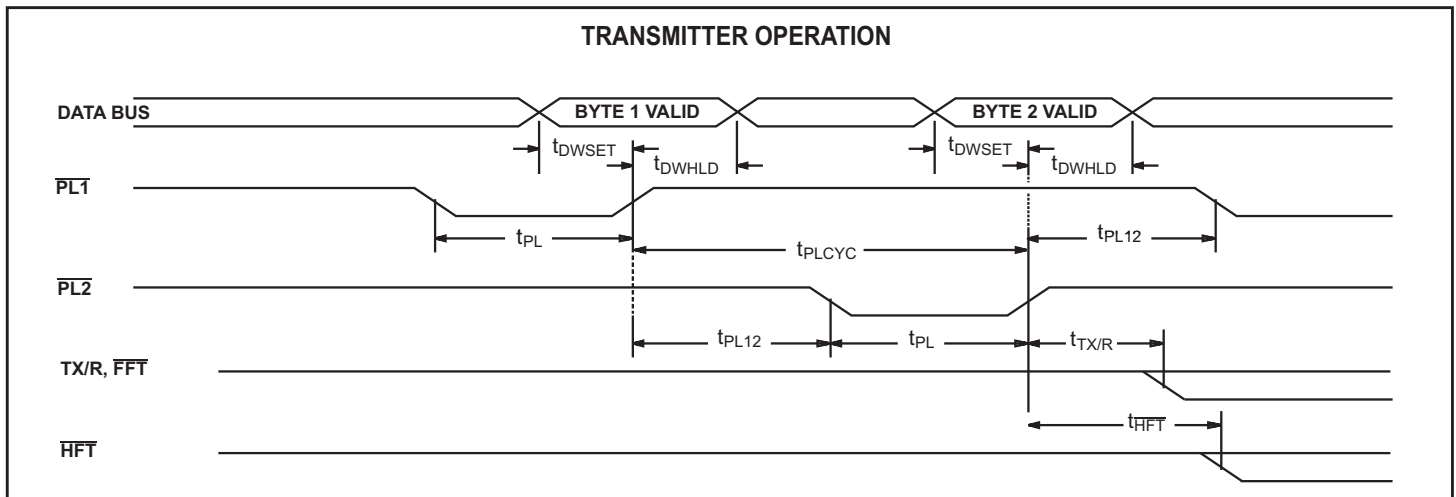 TRANSMITTER OPERATION
DATA BUS
BYTE 1 VALID
BYTE 2 VALID
tDWSET
tDWHLD
tDWSET
tDWHLD
PL1
tPL
tPLCYC
tPL12
PL2
tPL12
tPL
tTX/R
TX/R, FFT
tHFT
HFT